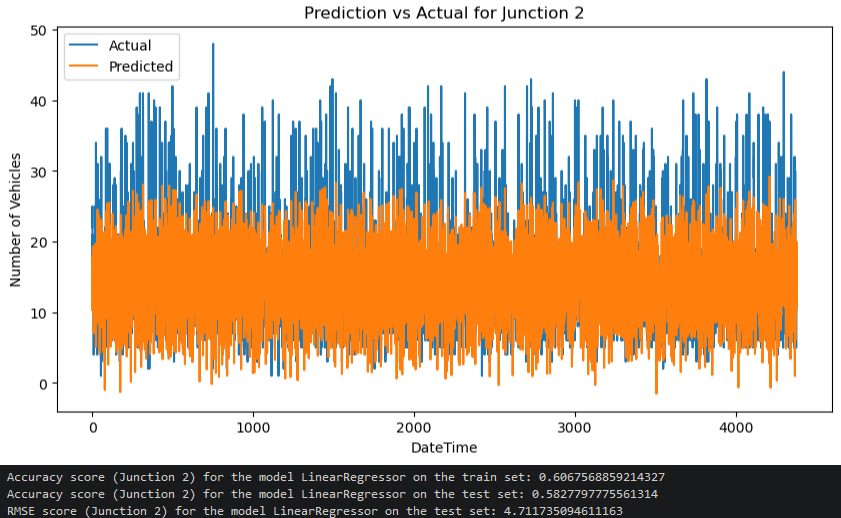 Prediction vs Actual for Junction 2
Actual
Predicted
50
40
30
20
10
0
Number of Vehicles
0 1000 2000 3000 4000
DateTime
Accuracy score (Junction 2) for the model LinearRegressor on the train set: 0.6067568859214327
Accuracy score (Junction 2) for the model LinearRegressor on the test set: 0.5827797775561314
RMSE score (Junction 2) for the model LinearRegressor on the test set: 4.711735094611163